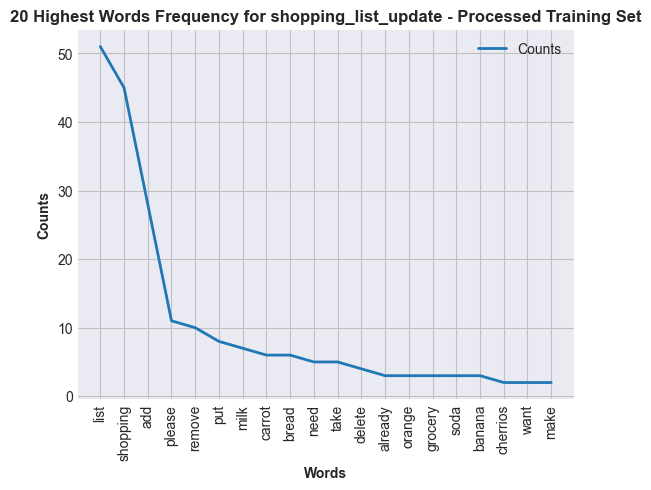 20 Highest Words Frequency for shopping_list_update - Processed Training Set
Counts
50
40
30
20
10
0
Counts
list
shopping
add
please
remove
put
milk
carrot
bread
need
take
delete
already
orange
grocery
soda
banana
cherrios
want
make
Words